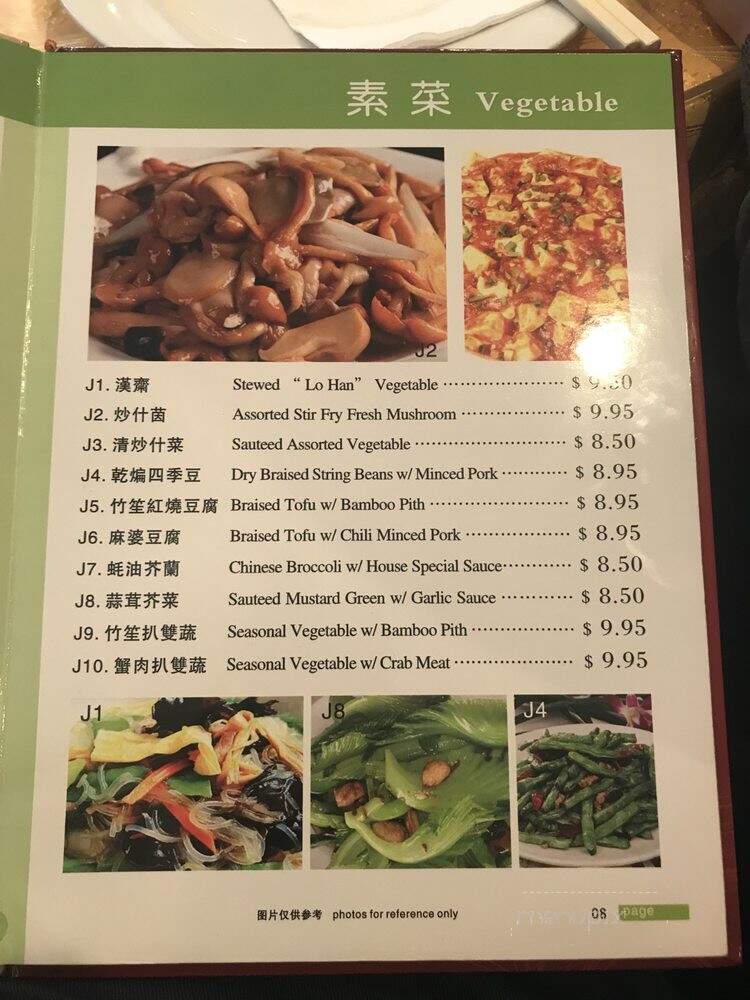 素菜 Vegetable
J2
J1. 漢齋 Stewed “ Lo Han” Vegetable ······················ $ 9.50
J2. 炒什茵 Assorted Stir Fry Fresh Mushroom ·················· $ 9.95
J3. 清炒什菜 Sauteed Assorted Vegetable ··························· $ 8.50
J4. 乾煸四季豆 Dry Braised String Beans w/ Minced Pork ············ $ 8.95
J5. 竹笙紅燒豆腐 Braised Tofu w/ Bamboo Pith ························· $ 8.95
J6. 麻婆豆腐 Braised Tofu w/ Chili Minced Pork ··················· $ 8.95
J7. 蚝油芥蘭 Chinese Broccoli w/ House Special Sauce············ $ 8.50
J8. 蒜茸芥菜 Sauteed Mustard Green w/ Garlic Sauce ············· $ 8.50
J9. 竹笙扒雙蔬 Seasonal Vegetable w/ Bamboo Pith ·················· $ 9.95
J10. 蟹肉扒雙蔬 Seasonal Vegetable w/ Crab Meat ····················· $ 9.95
J1
J8
J4
图片仅供参考 photos for reference only
08 page